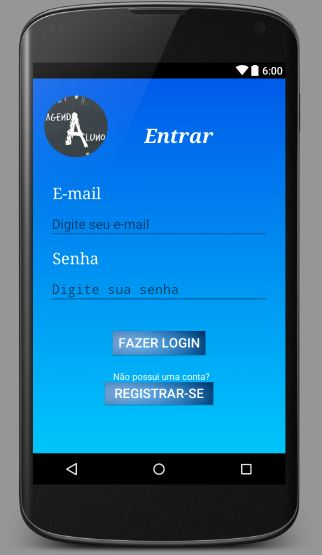 6:00
AGENDA
ALUNO
Entrar
E-mail
Digite seu e-mail
Senha
Digite sua senha
FAZER LOGIN
Não possui uma conta?
REGISTRAR-SE